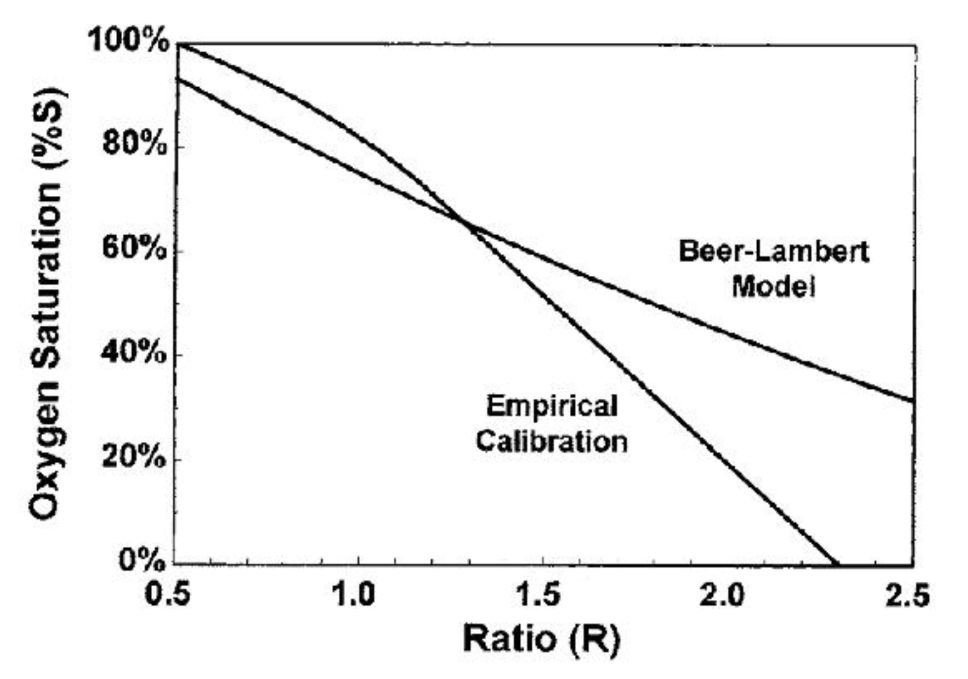 100%
80%
60%
40%
20%
0%
Oxygen Saturation (%S)
Beer-Lambert
Model
Empirical
Calibration
0.5 1.0 1.5 2.0 2.5
Ratio (R)